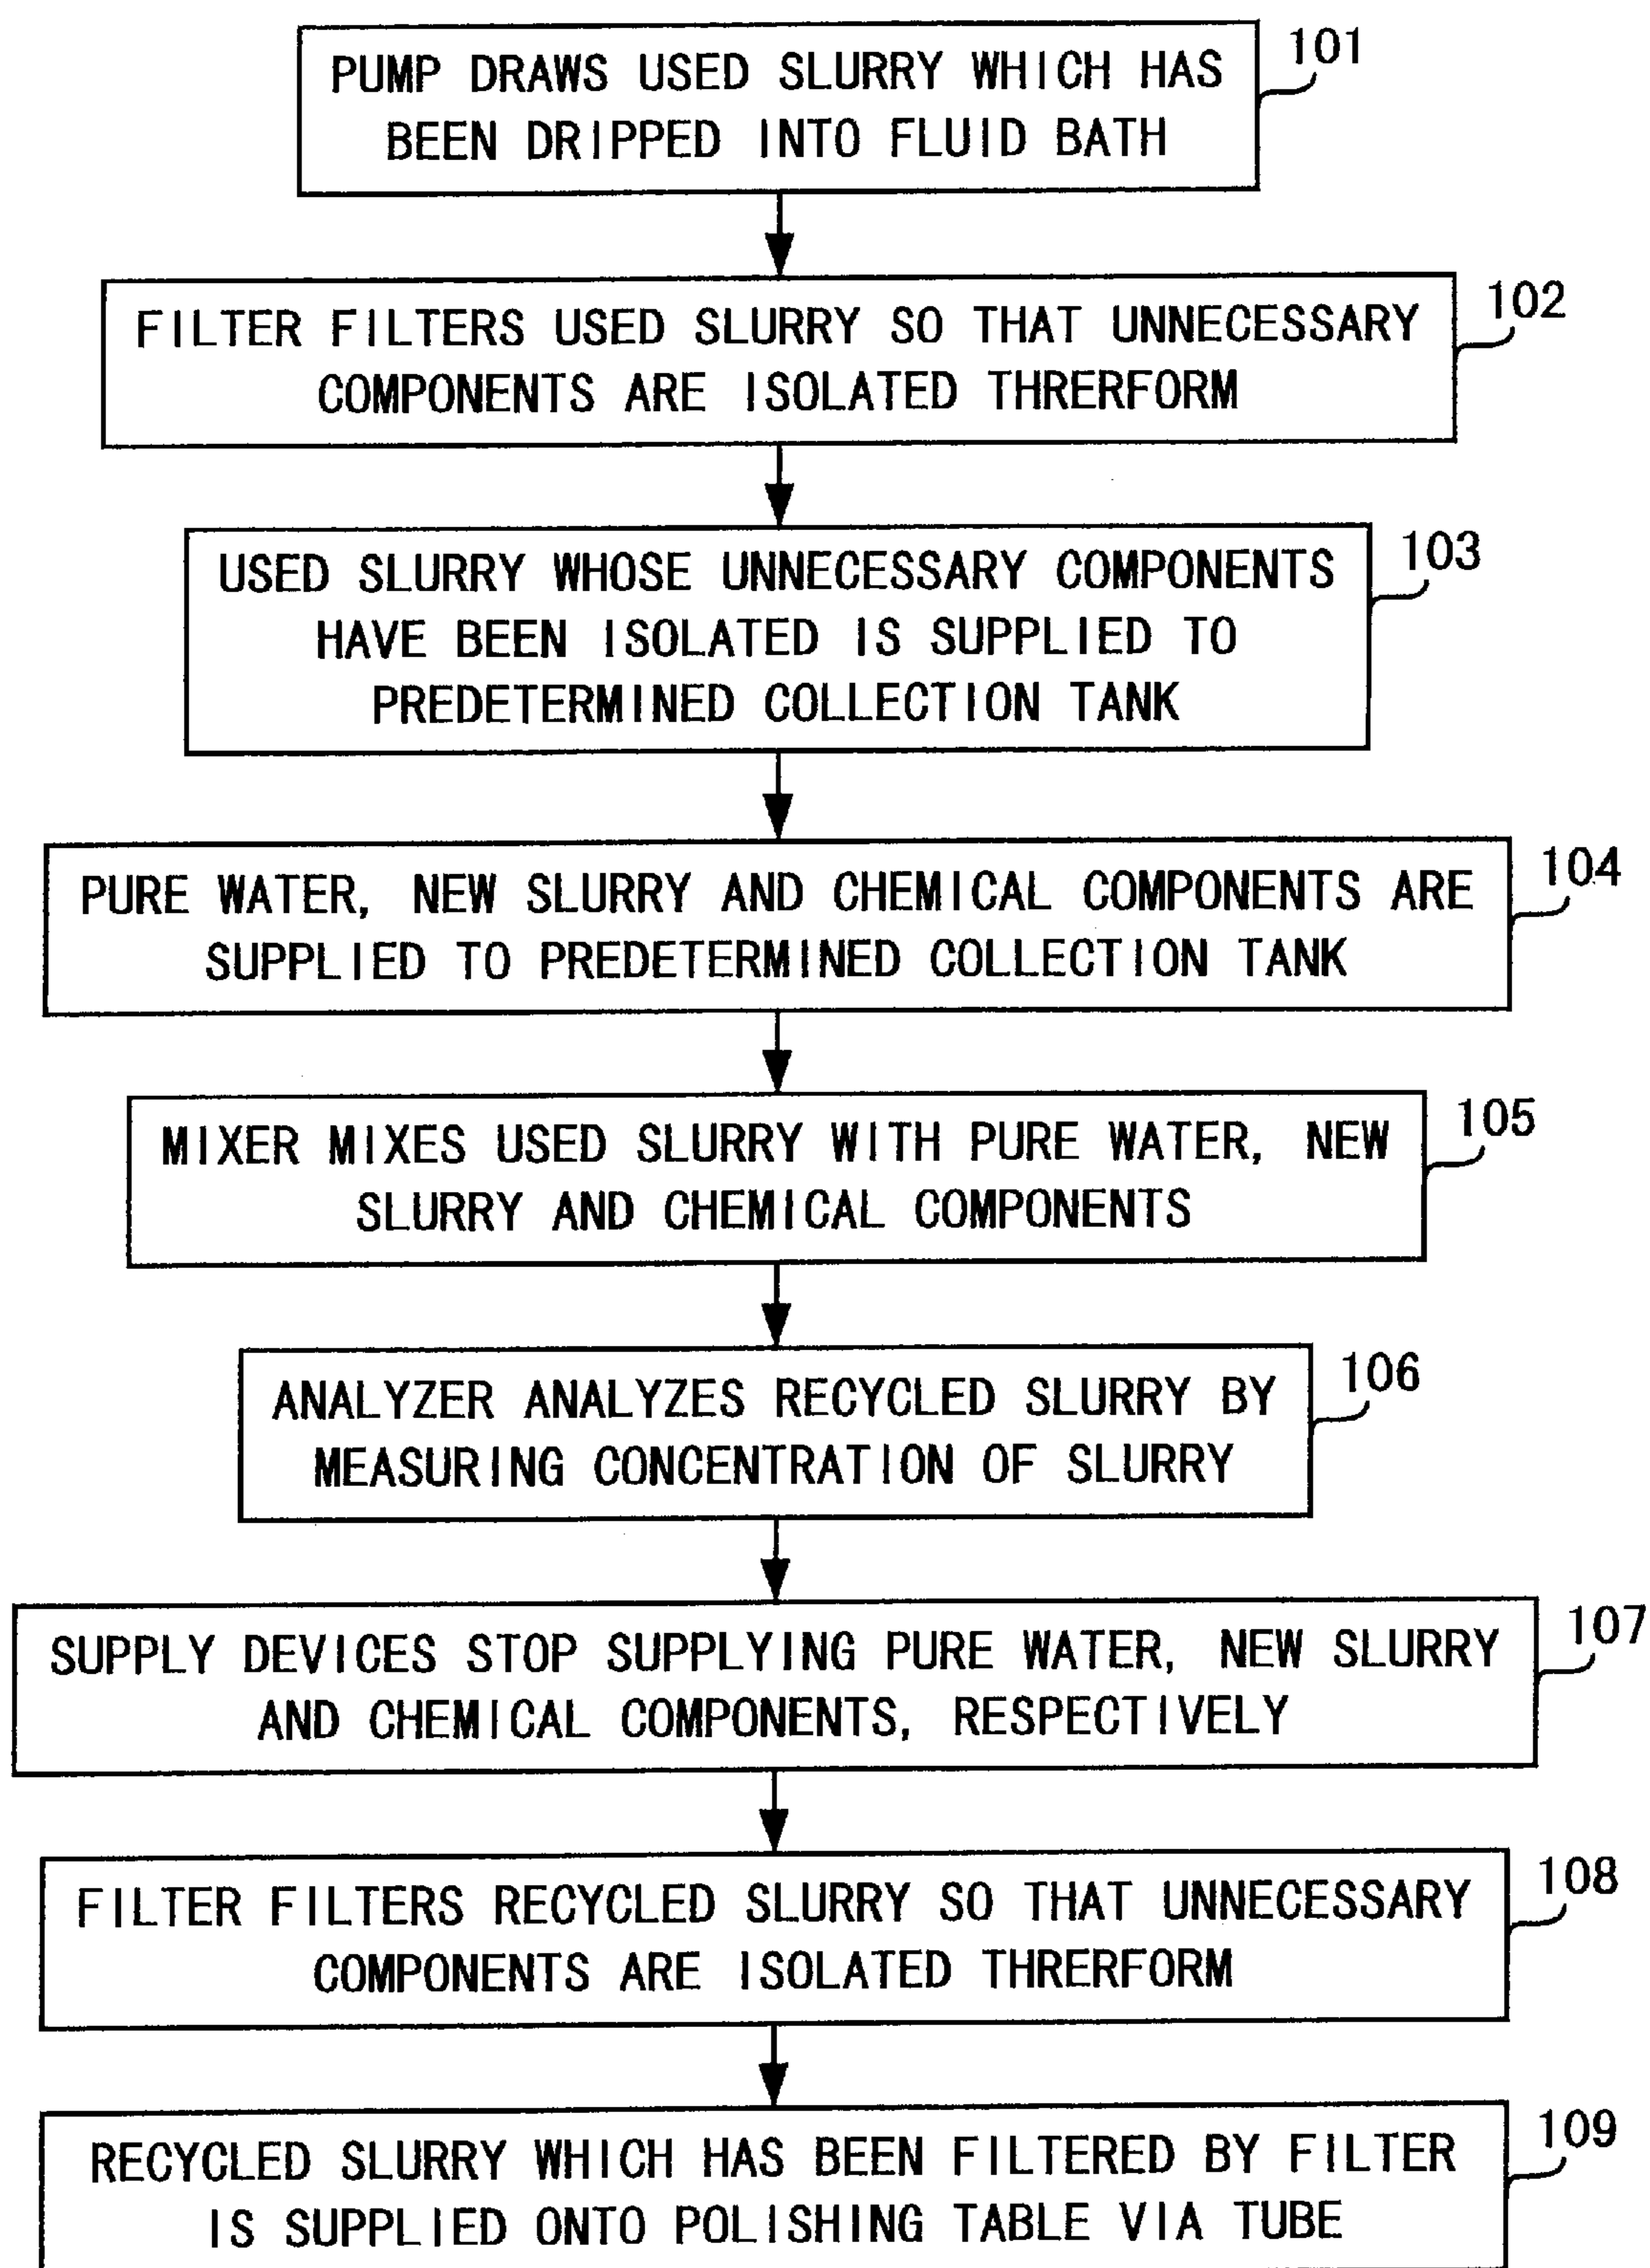 PUMP DRAWS USED SLURRY WHICH HAS
BEEN DRIPPED INTO FLUID BATH
101
FILTER FILTERS USED SLURRY SO THAT UNNECESSARY
COMPONENTS ARE ISOLATED THRERFORM
102
USED SLURRY WHOSE UNNECESSARY COMPONENTS
HAVE BEEN ISOLATED IS SUPPLIED TO
PREDETERMINED COLLECTION TANK
103
PURE WATER, NEW SLURRY AND CHEMICAL COMPONENTS ARE
SUPPLIED TO PREDETERMINED COLLECTION TANK
104
MIXER MIXES USED SLURRY WITH PURE WATER, NEW
SLURRY AND CHEMICAL COMPONENTS
105
ANALYZER ANALYZES RECYCLED SLURRY BY
MEASURING CONCENTRATION OF SLURRY
106
SUPPLY DEVICES STOP SUPPLYING PURE WATER, NEW SLURRY
AND CHEMICAL COMPONENTS, RESPECTIVELY
107
FILTER FILTERS RECYCLED SLURRY SO THAT UNNECESSARY
COMPONENTS ARE ISOLATED THRERFORM
108
RECYCLED SLURRY WHICH HAS BEEN FILTERED BY FILTER
IS SUPPLIED ONTO POLISHING TABLE VIA TUBE
109